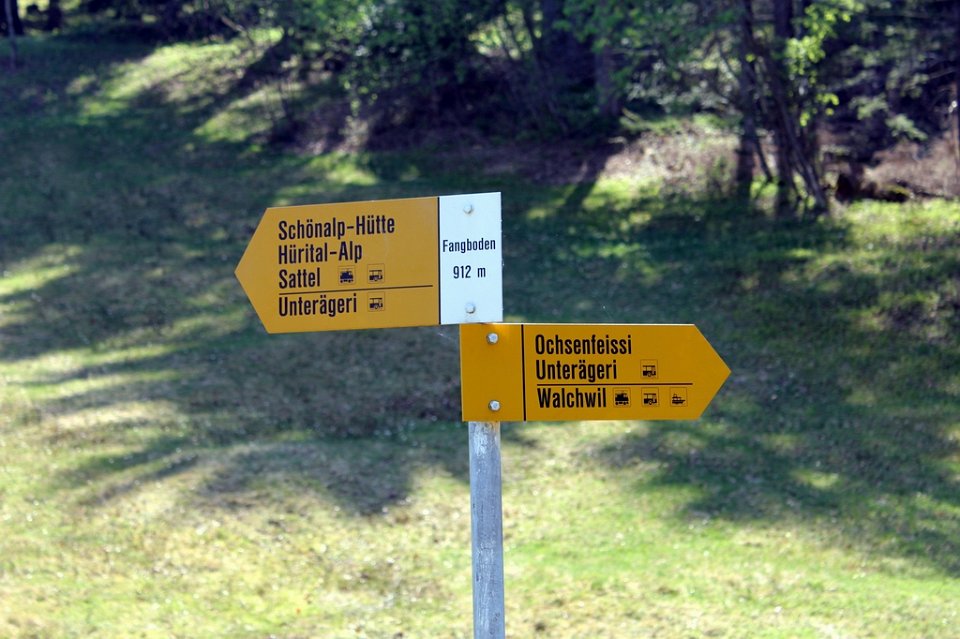 Schönalp-Hütte
Hürital-Alp
Sattel
Unterägeri
Fangboden
912 m
Ochsenfeissi
Unterägeri
Walchwil